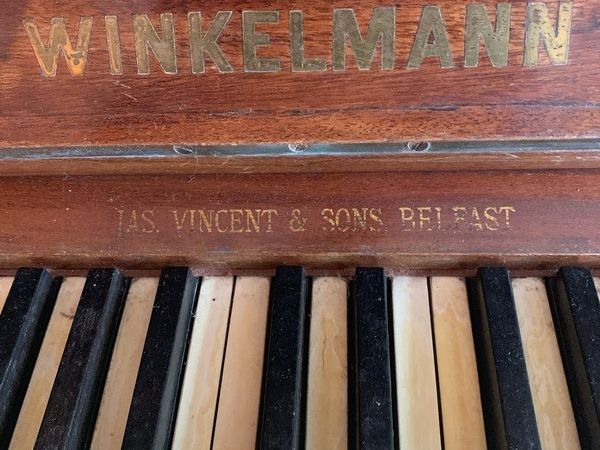 WINKELMANN
JAS. VINCENT & SONS, BELFAST